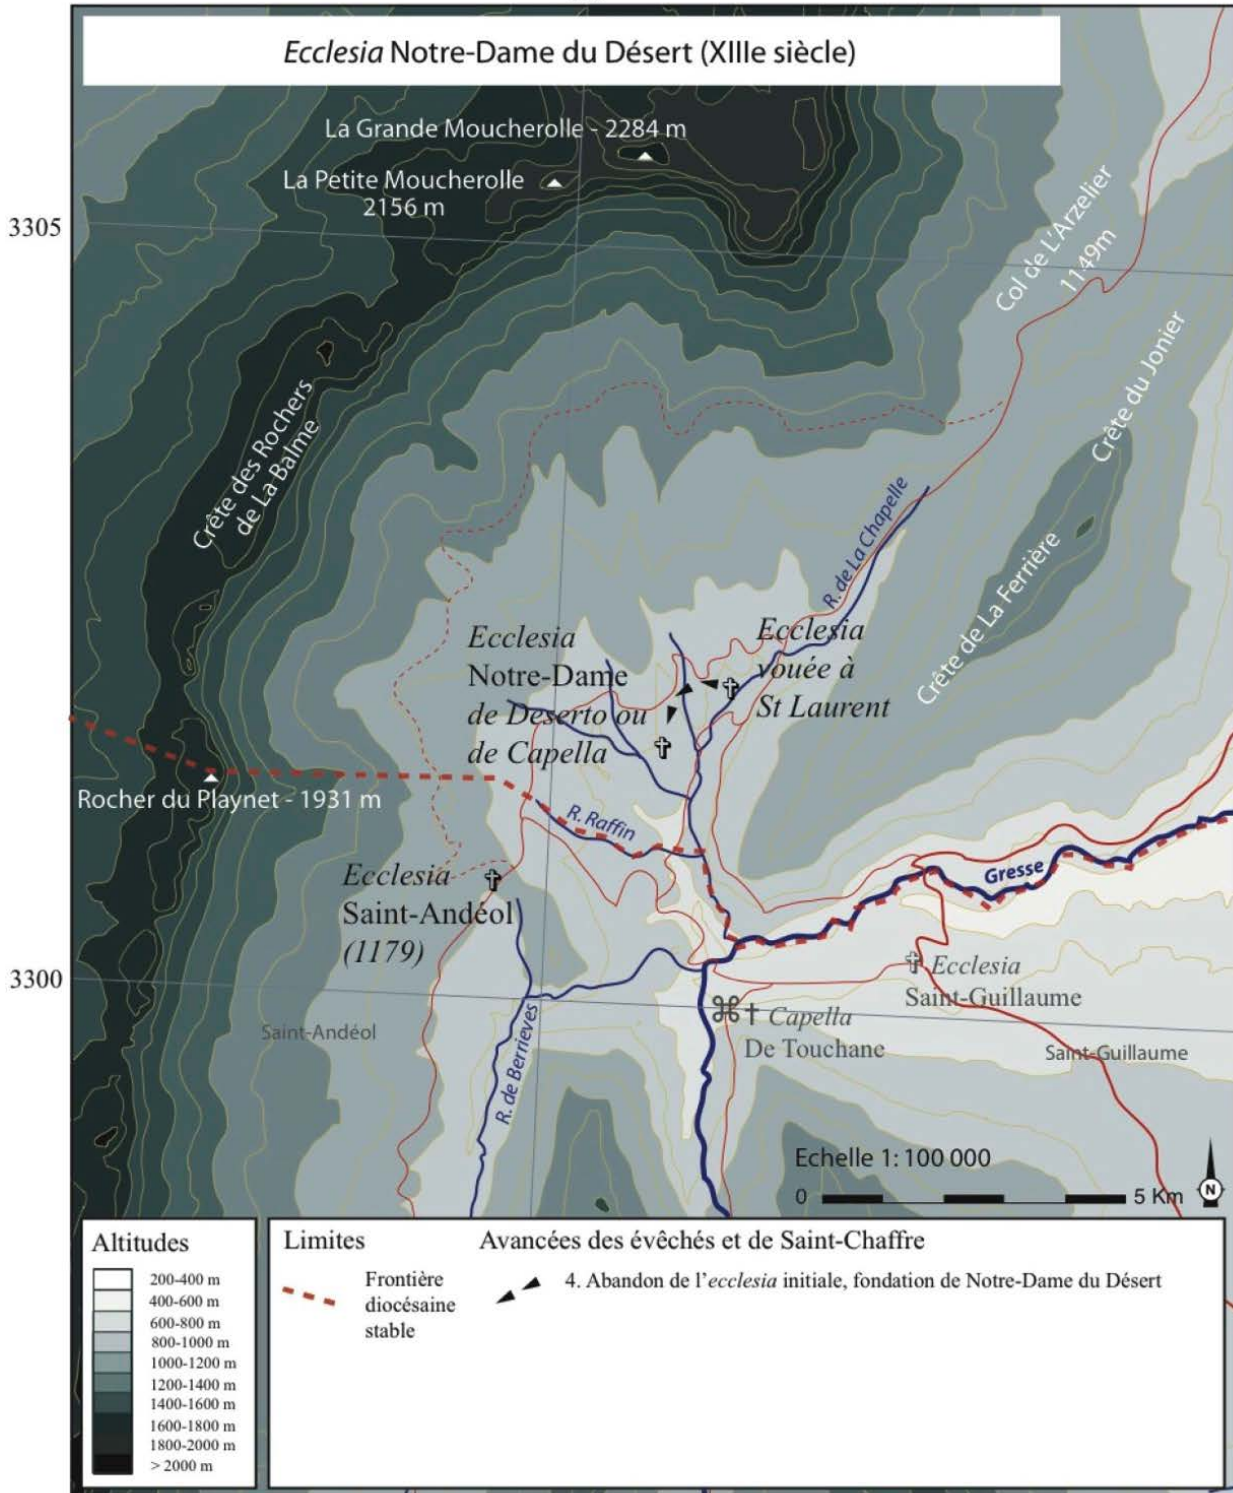 Ecclesia Notre-Dame du Désert (XIIIe siècle)
La Grande Moucherolle - 2284 m
La Petite Moucherolle
2156 m
3305
Col de L'Arzelier
1149m
Crête du Jonier
Crête des Rochers
de La Balme
R. de La Chapelle
Crête de La Ferrière
Ecclesia
Notre-Dame
de Deserto ou
de Capella
Ecclesia
vouée à
St Laurent
Rocher du Playnet - 1931 m
R. Raffin
Gresse
Ecclesia
Saint-Andéol
(1179)
3300
Ecclesia
Saint-Guillaume
Saint-Andéol
Capella
De Touchane
Saint-Guillaume
R. de Berrieves
Echelle 1: 100 000
0 5 Km
N
Altitudes
200-400 m
400-600 m
600-800 m
800-1000 m
1000-1200 m
1200-1400 m
1400-1600 m
1600-1800 m
1800-2000 m
> 2000 m
Limites
Frontière
diocésaine
stable
Avancées des évêchés et de Saint-Chaffre
4. Abandon de l'ecclesia initiale, fondation de Notre-Dame du Désert